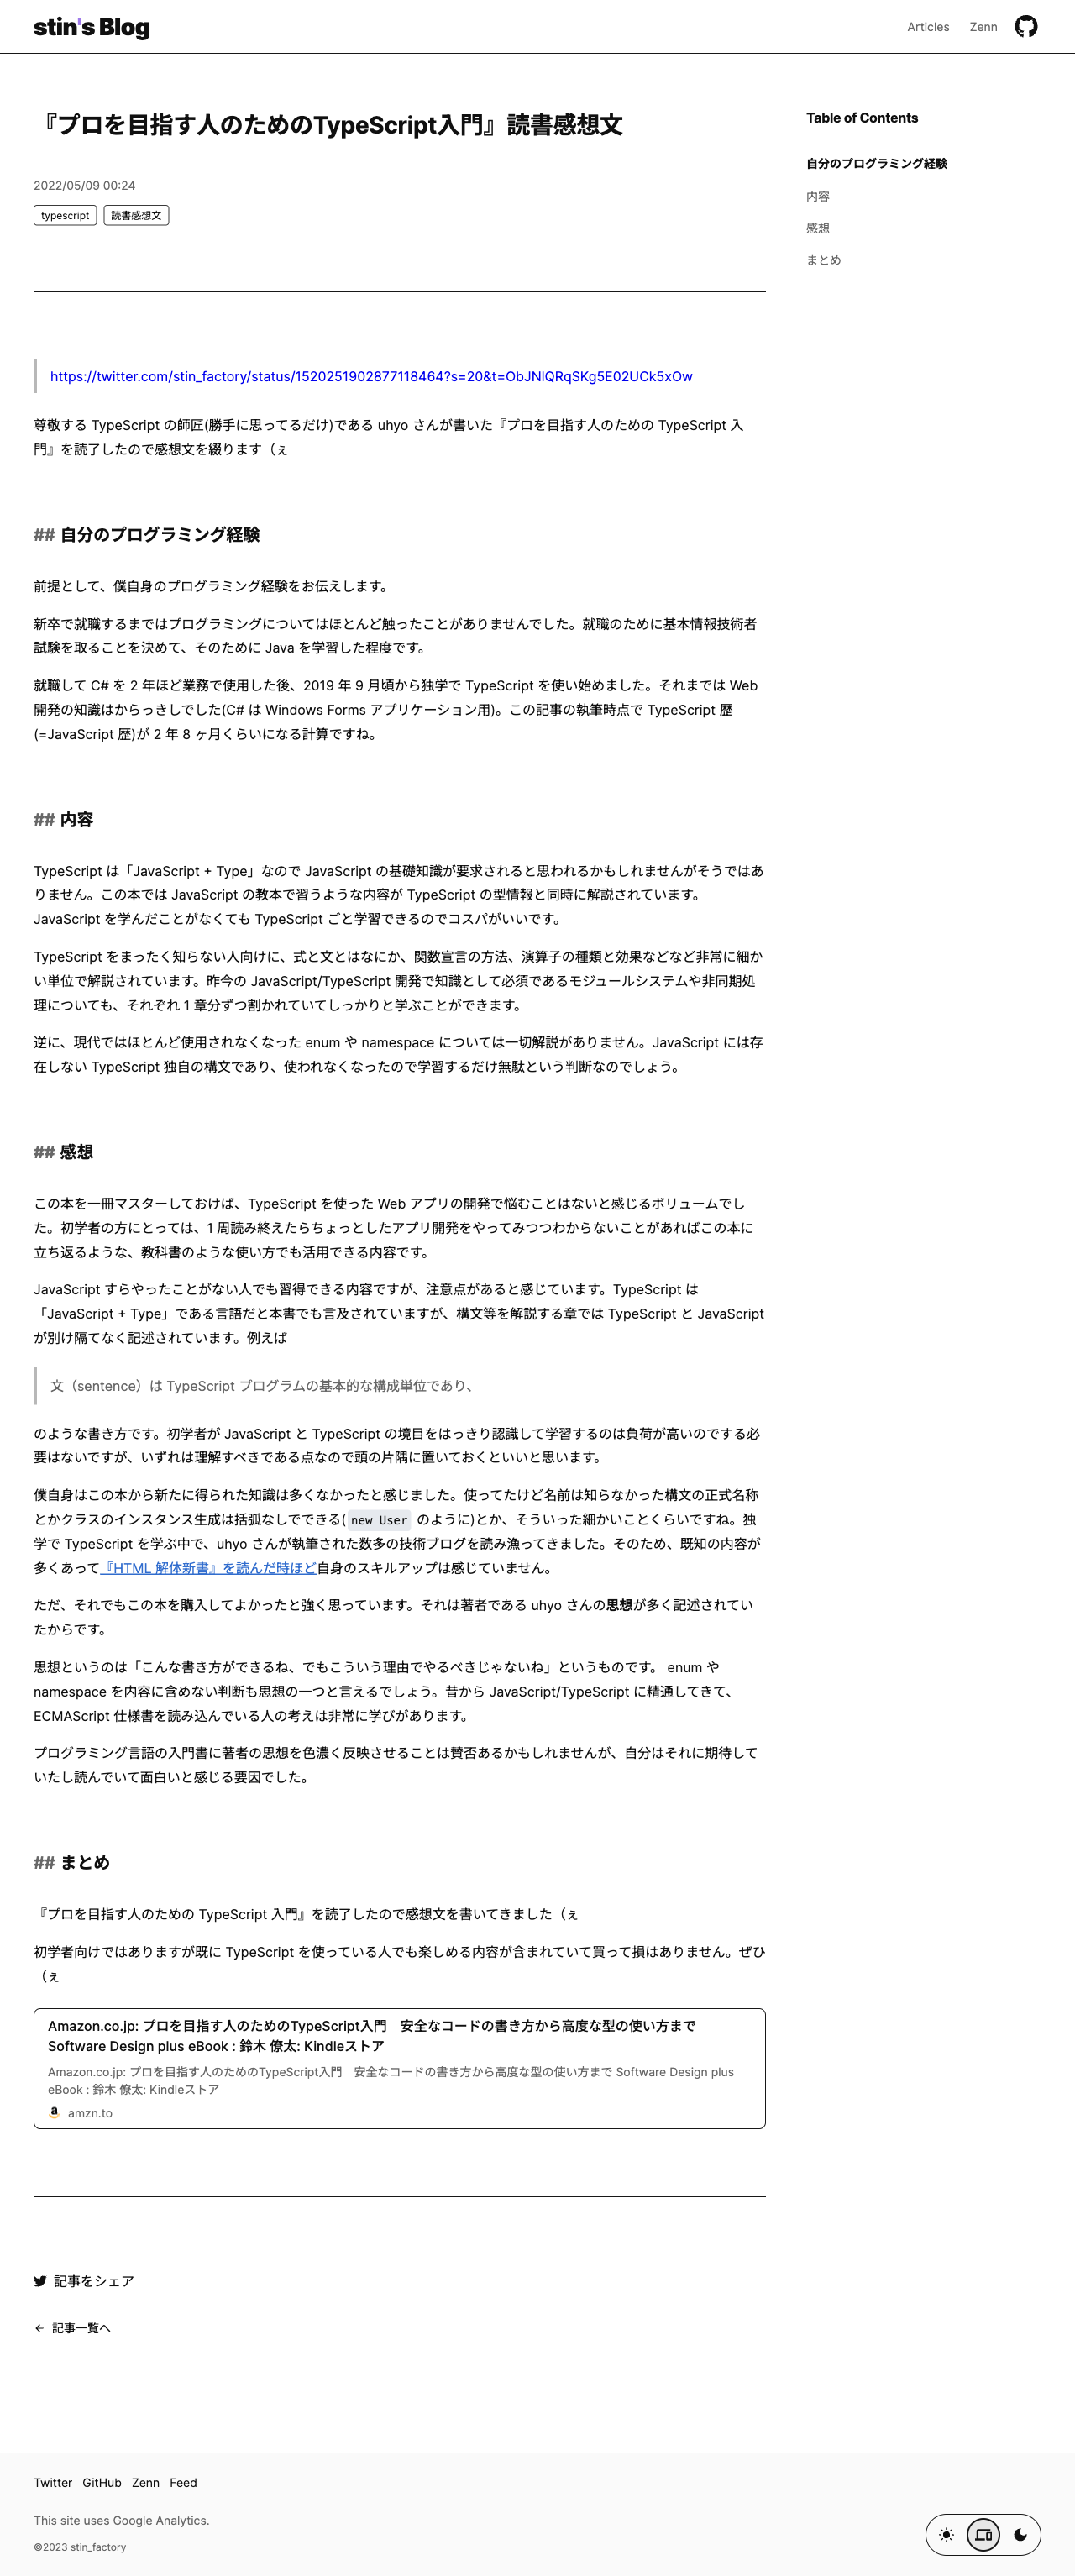 stin's Blog
Articles
Zenn
『プロを目指す人のためのTypeScript入門』読書感想文
2022/05/09 00:24
typescript
読書感想文
Table of Contents
自分のプログラミング経験
内容
感想
まとめ
https://twitter.com/stin_factory/status/1520251902877118464?s=20&t=ObJNlQRqSKg5E02UCk5xOw
尊敬する TypeScript の師匠(勝手に思ってるだけ)である uhyo さんが書いた『プロを目指す人のための TypeScript 入
門』を読了したので感想文を綴ります（ぇ
## 自分のプログラミング経験
前提として、僕自身のプログラミング経験をお伝えします。
新卒で就職するまではプログラミングについてはほとんど触ったことがありませんでした。就職のために基本情報技術者
試験を取ることを決めて、そのために Java を学習した程度です。
就職して C# を 2 年ほど業務で使用した後、2019 年 9 月頃から独学で TypeScript を使い始めました。それまでは Web
開発の知識はからっきしでした(C# は Windows Forms アプリケーション用)。この記事の執筆時点で TypeScript 歴
(=JavaScript 歴)が 2 年 8 ヶ月くらいになる計算ですね。
## 内容
TypeScript は「JavaScript + Type」なので JavaScript の基礎知識が要求されると思われるかもしれませんがそうではあ
りません。この本では JavaScript の教本で習うような内容が TypeScript の型情報と同時に解説されています。
JavaScript を学んだことがなくても TypeScript ごと学習できるのでコスパがいいです。
TypeScript をまったく知らない人向けに、式と文とはなにか、関数宣言の方法、演算子の種類と効果などなど非常に細か
い単位で解説されています。昨今の JavaScript/TypeScript 開発で知識として必須であるモジュールシステムや非同期処
理についても、それぞれ 1 章分ずつ割かれていてしっかりと学ぶことができます。
逆に、現代ではほとんど使用されなくなった enum や namespace については一切解説がありません。JavaScript には存
在しない TypeScript 独自の構文であり、使われなくなったので学習するだけ無駄という判断なのでしょう。
## 感想
この本を一冊マスターしておけば、TypeScript を使った Web アプリの開発で悩むことはないと感じるボリュームでし
た。初学者の方にとっては、1 周読み終えたらちょっとしたアプリ開発をやってみつつわからないことがあればこの本に
立ち返るような、教科書のような使い方でも活用できる内容です。
JavaScript すらやったことがない人でも習得できる内容ですが、注意点があると感じています。TypeScript は
「JavaScript + Type」である言語だと本書でも言及されていますが、構文等を解説する章では TypeScript と JavaScript
が別け隔てなく記述されています。例えば
文（sentence）は TypeScript プログラムの基本的な構成単位であり、
のような書き方です。初学者が JavaScript と TypeScript の境目をはっきり認識して学習するのは負荷が高いのでする必
要はないですが、いずれは理解すべきである点なので頭の片隅に置いておくといいと思います。
僕自身はこの本から新たに得られた知識は多くなかったと感じました。使ってたけど名前は知らなかった構文の正式名称
とかクラスのインスタンス生成は括弧なしでできる( new User のように)とか、そういった細かいことくらいですね。独
学で TypeScript を学ぶ中で、uhyo さんが執筆された数多の技術ブログを読み漁ってきました。そのため、既知の内容が
多くあって『HTML 解体新書』を読んだ時ほど自身のスキルアップは感じていません。
ただ、それでもこの本を購入してよかったと強く思っています。それは著者である uhyo さんの思想が多く記述されてい
たからです。
思想というのは「こんな書き方ができるね、でもこういう理由でやるべきじゃないね」というものです。 enum や
namespace を内容に含めない判断も思想の一つと言えるでしょう。昔から JavaScript/TypeScript に精通してきて、
ECMAScript 仕様書を読み込んでいる人の考えは非常に学びがあります。
プログラミング言語の入門書に著者の思想を色濃く反映させることは賛否あるかもしれませんが、自分はそれに期待して
いたし読んでいて面白いと感じる要因でした。
## まとめ
『プロを目指す人のための TypeScript 入門』を読了したので感想文を書いてきました（ぇ
初学者向けではありますが既に TypeScript を使っている人でも楽しめる内容が含まれていて買って損はありません。ぜひ
（ぇ
Amazon.co.jp: プロを目指す人のためのTypeScript入門　安全なコードの書き方から高度な型の使い方まで
Software Design plus eBook : 鈴木 僚太: Kindleストア
Amazon.co.jp: プロを目指す人のためのTypeScript入門　安全なコードの書き方から高度な型の使い方まで Software Design plus
eBook : 鈴木 僚太: Kindleストア
amzn.to
記事をシェア
← 記事一覧へ
Twitter GitHub Zenn Feed
This site uses Google Analytics.
©2023 stin_factory